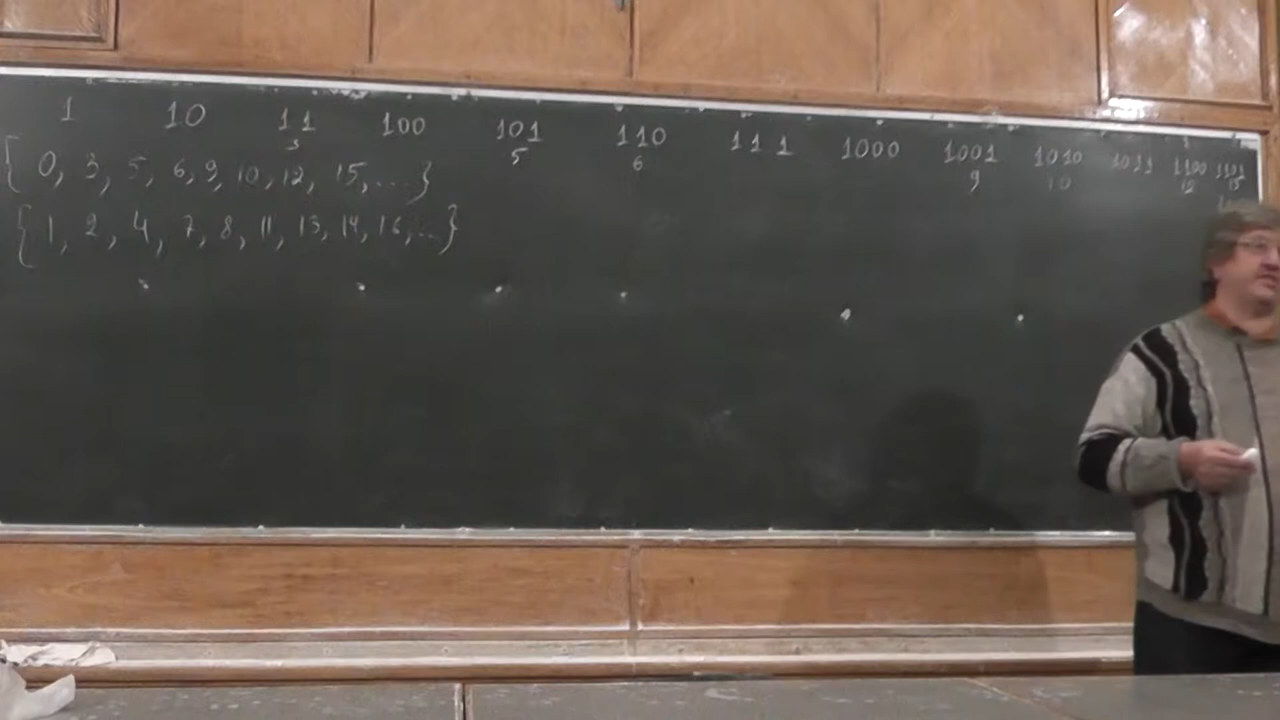 1 10 11 100 101 110 111 1000 1001 1010 1011 1100 1101
3 5 6 9 10 12
{0, 3, 5, 6, 9, 10, 12, 15, ...}
{1, 2, 4, 7, 8, 11, 13, 14, 16, ...}